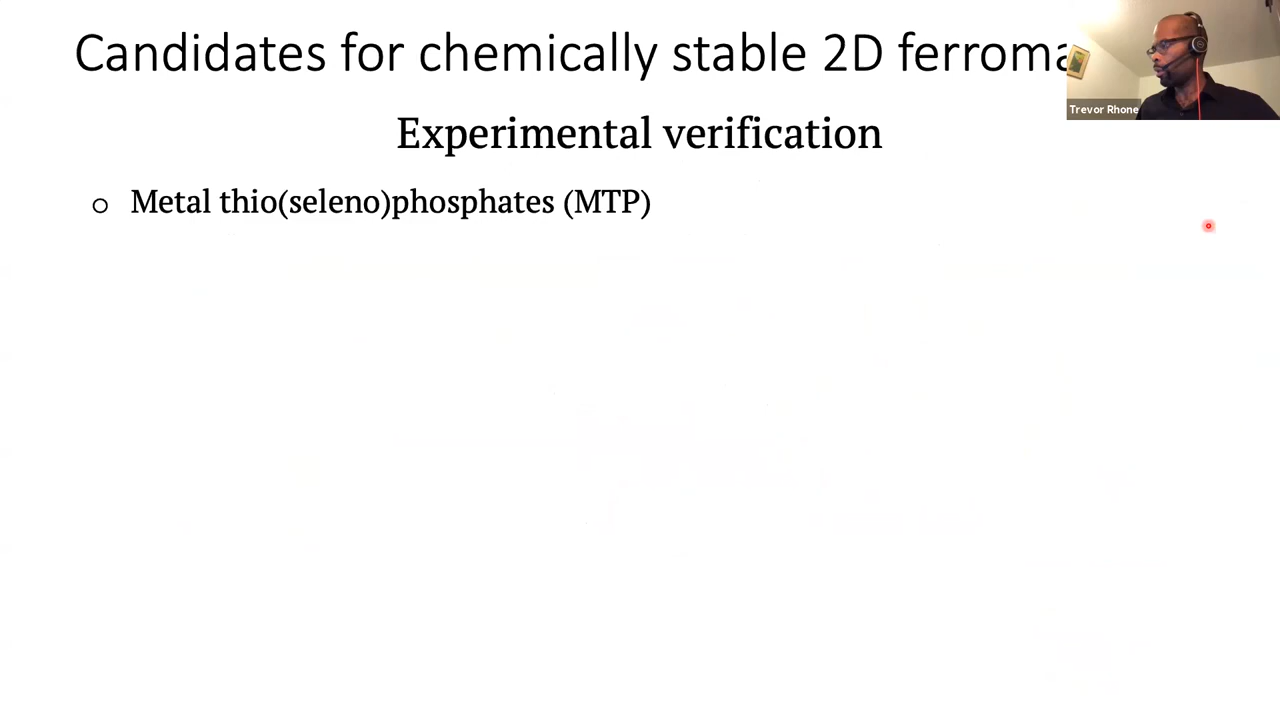 Candidates for chemically stable 2D ferroma
Trevor Rhone
Experimental verification
Metal thio(seleno)phosphates (MTP)